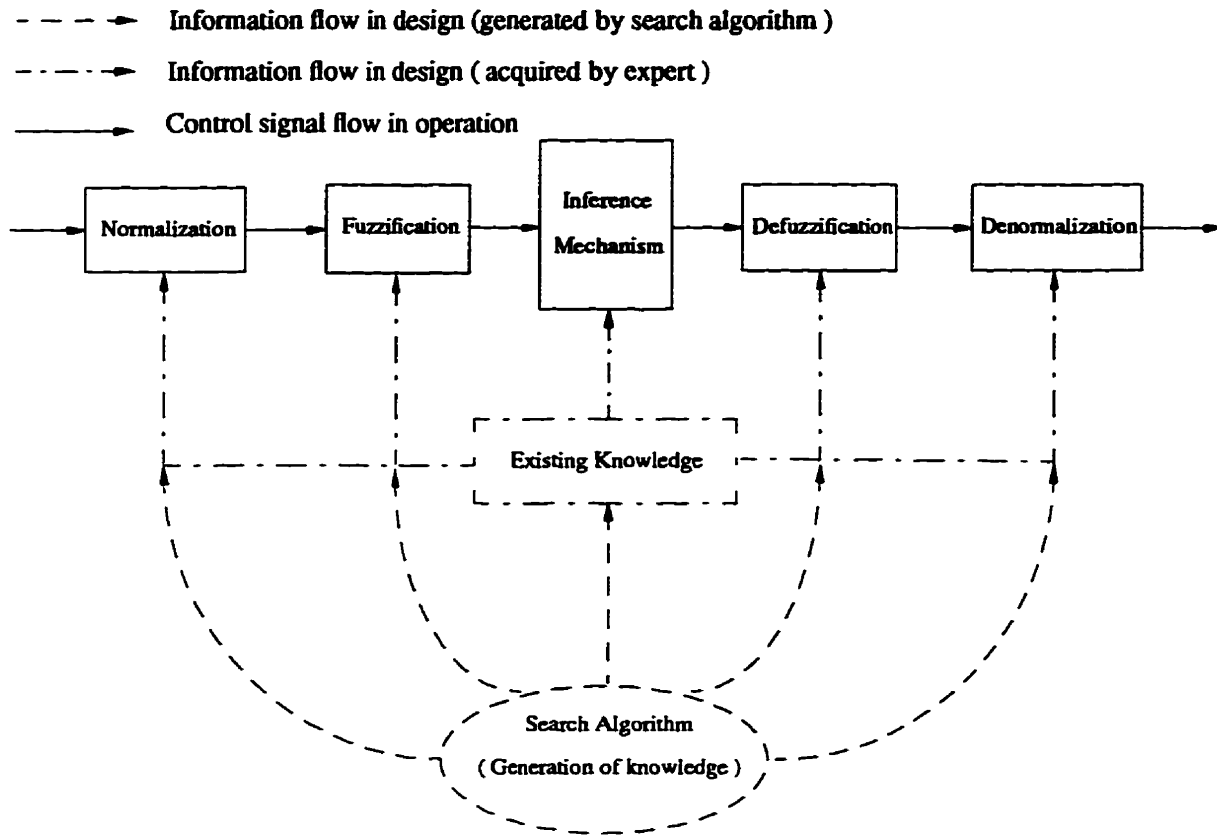 Information flow in design (generated by search algorithm )
Information flow in design ( acquired by expert )
Control signal flow in operation
Normalization
Fuzzification
Inference
Mechanism
Defuzzification
Denormalization
Existing Knowledge
Search Algorithm
( Generation of knowledge )